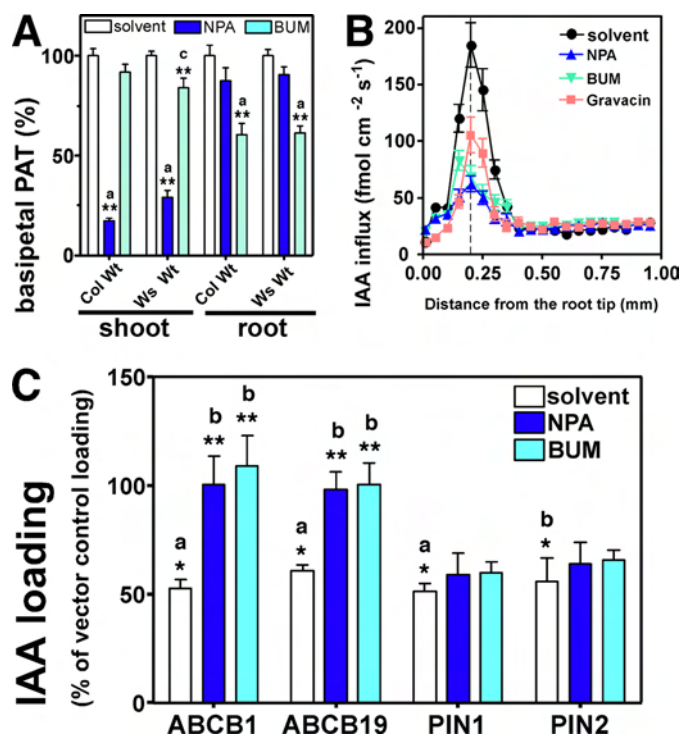 A
solvent NPA BUM
basipetal PAT (%)
100
50
0
a
**
a
**
c
**
a
**
a
**
Col Wt
Ws Wt
Col Wt
Ws Wt
shoot
root
B
solvent
NPA
BUM
Gravacin
IAA influx (fmol cm⁻² s⁻¹)
200
150
100
50
0
0.00 0.25 0.50 0.75 1.00
Distance from the root tip (mm)
C
solvent
NPA
BUM
IAA loading
(% of vector control loading)
150
100
50
0
a
*
b
**
b
**
a
*
b
**
b
**
a
*
b
*
ABCB1 ABCB19 PIN1 PIN2